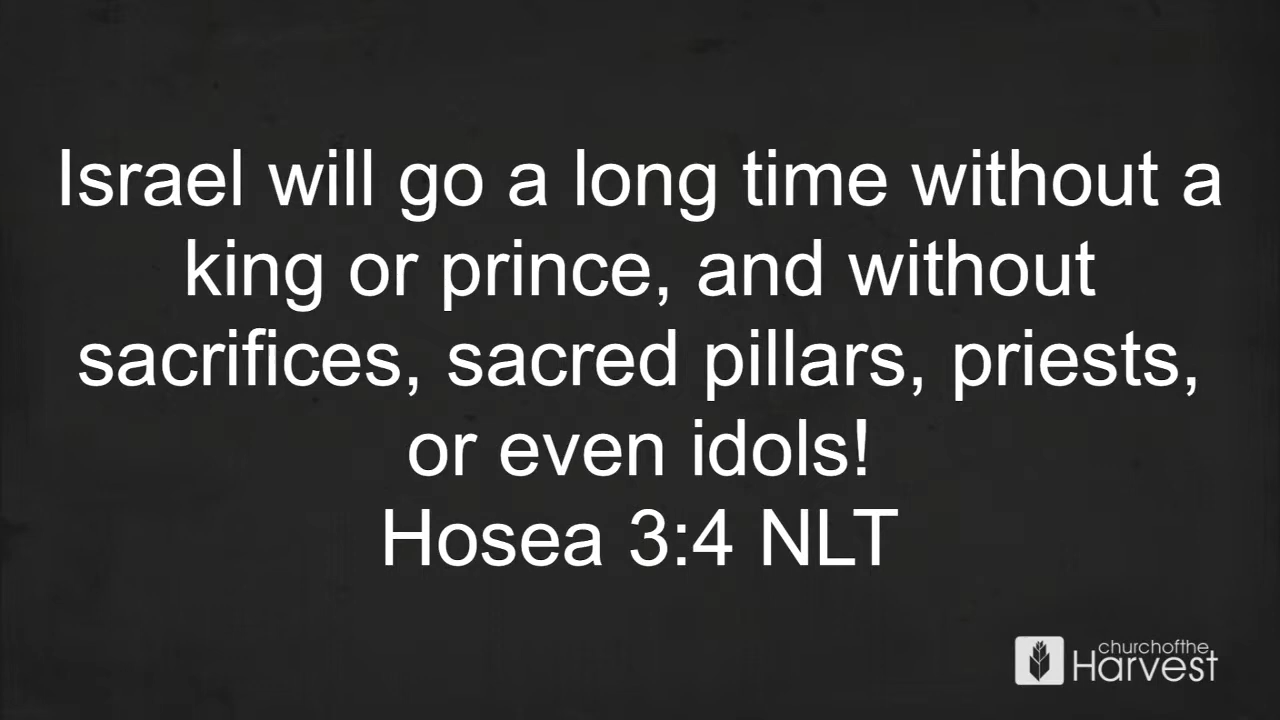 Israel will go a long time without a
king or prince, and without
sacrifices, sacred pillars, priests,
or even idols!
Hosea 3:4 NLT
churchofthe
Harvest